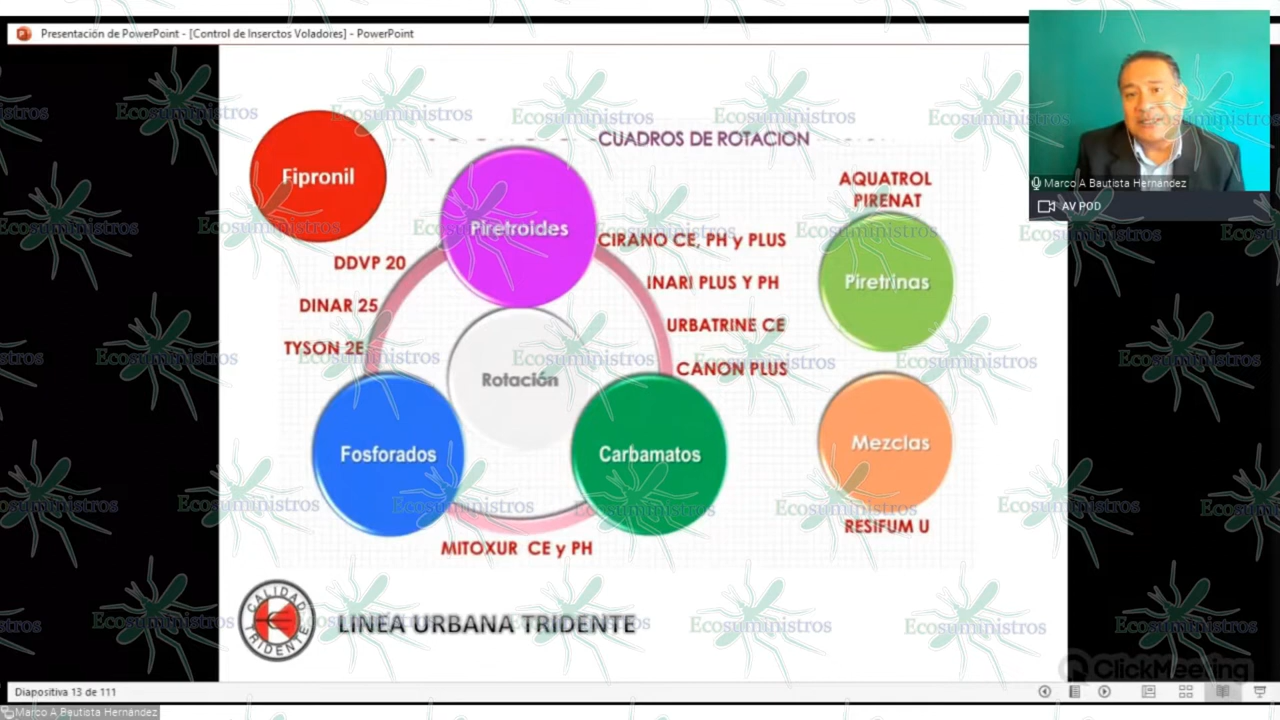 Presentación de PowerPoint - [Control de Inserctos Voladores] - PowerPoint
CUADROS DE ROTACION
Fipronil
Piretroides
DDVP 20
DINAR 25
TYSON 2E
CIRANO CE, PH y PLUS
INARI PLUS Y PH
URBATRINE CE
CANON PLUS
Rotación
Fosforados
Carbamatos
MITOXUR CE y PH
AQUATROL
PIRENAT
Piretrinas
Mezclas
RESIFUM U
CALIDAD
TRIDENTE
LINEA URBANA TRIDENTE
Marco A Bautista Hernández
AV POD
Ecosuministros
ClickMeeting
Diapositiva 13 de 111
Marco A Bautista Hernández